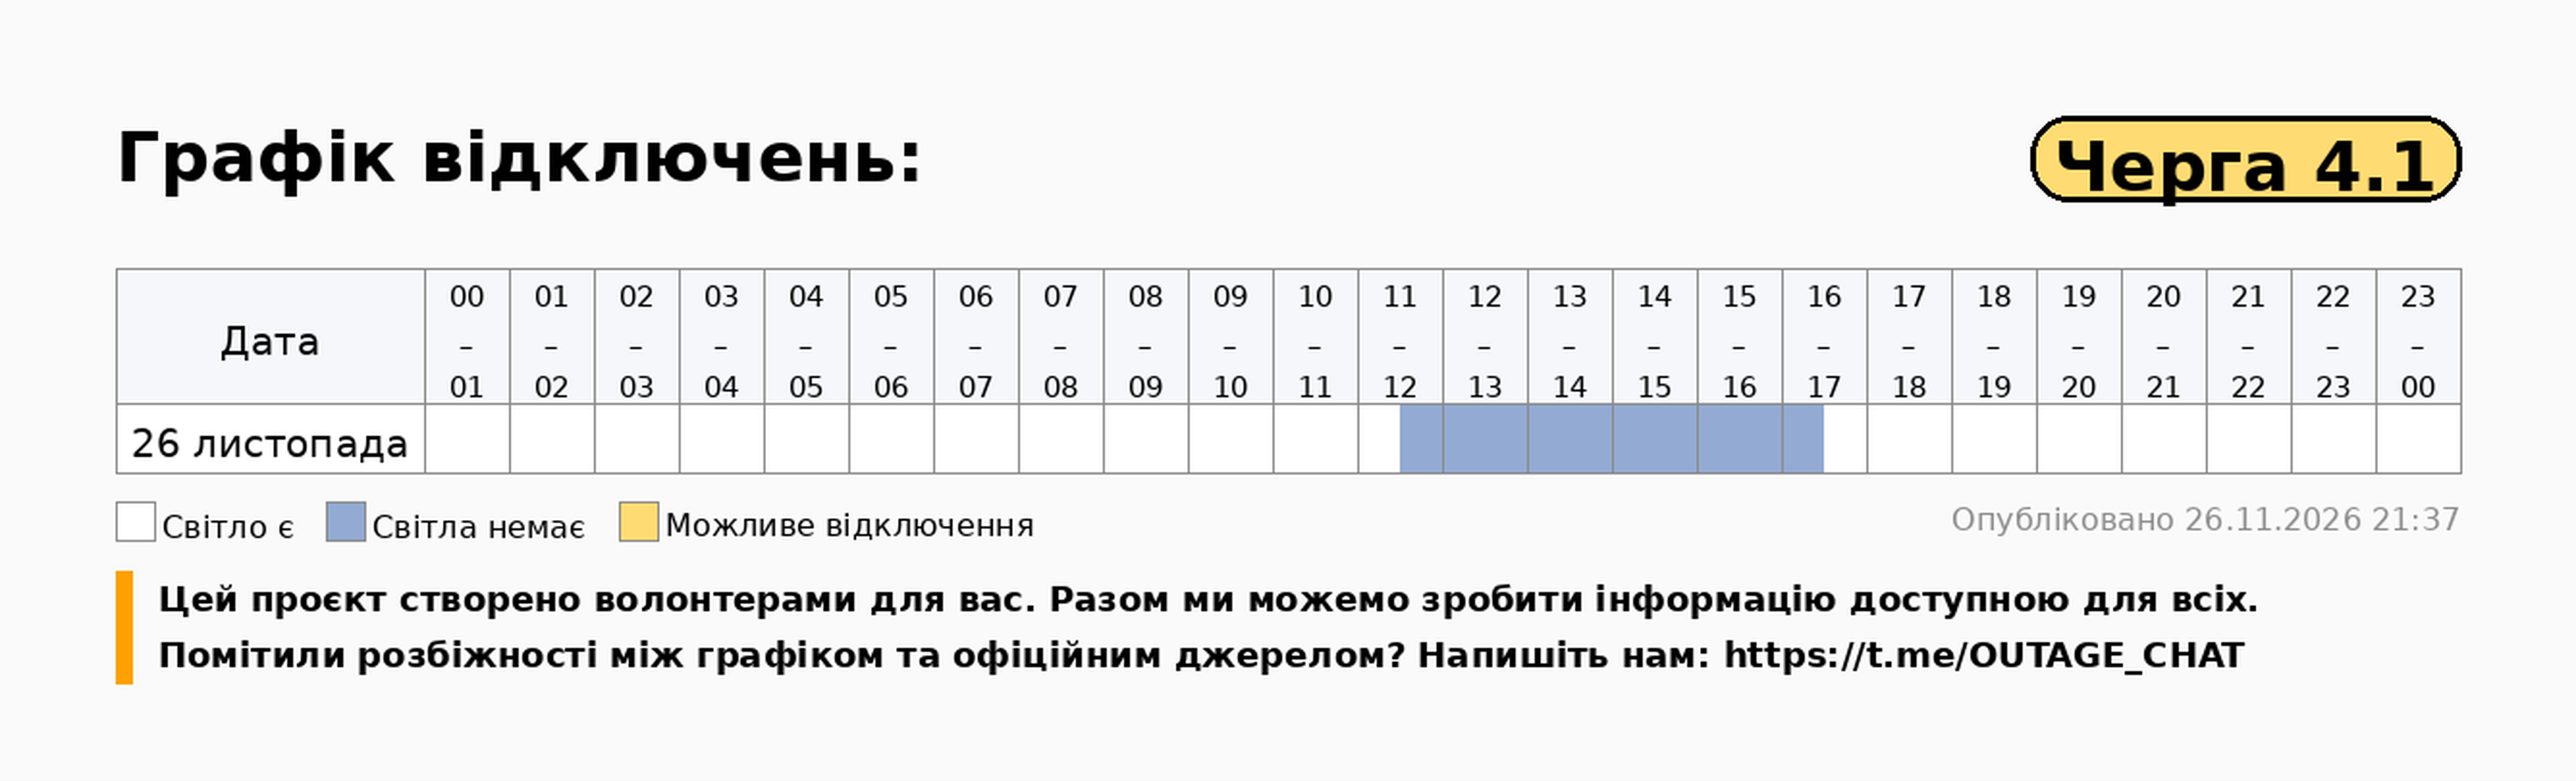 Графік відключень:
Черга 4.1
Дата
00 – 01
01 – 02
02 – 03
03 – 04
04 – 05
05 – 06
06 – 07
07 – 08
08 – 09
09 – 10
10 – 11
11 – 12
12 – 13
13 – 14
14 – 15
15 – 16
16 – 17
17 – 18
18 – 19
19 – 20
20 – 21
21 – 22
22 – 23
23 – 00
26 листопада
Світло є
Світла немає
Можливе відключення
Опубліковано 26.11.2026 21:37
Цей проєкт створено волонтерами для вас. Разом ми можемо зробити інформацію доступною для всіх.
Помітили розбіжності між графіком та офіційним джерелом? Напишіть нам: https://t.me/OUTAGE_CHAT